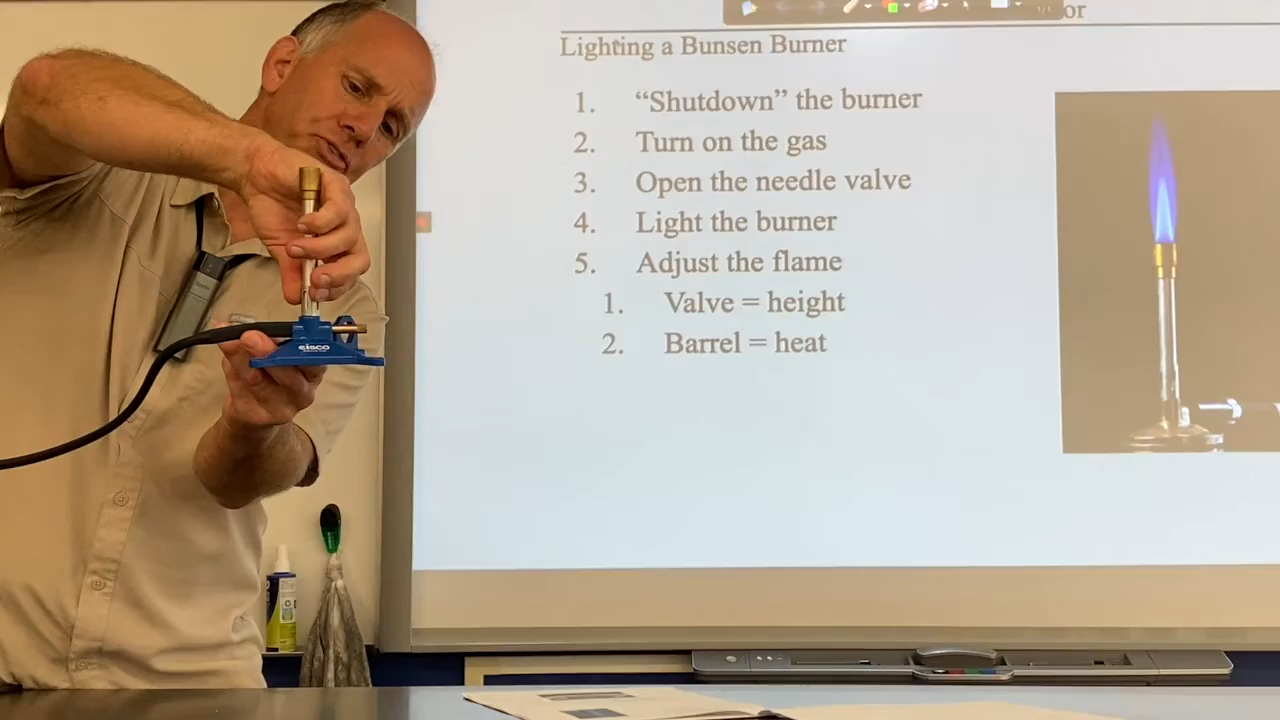 or
Lighting a Bunsen Burner
1. “Shutdown” the burner
2. Turn on the gas
3. Open the needle valve
4. Light the burner
5. Adjust the flame
1. Valve = height
2. Barrel = heat
eisco